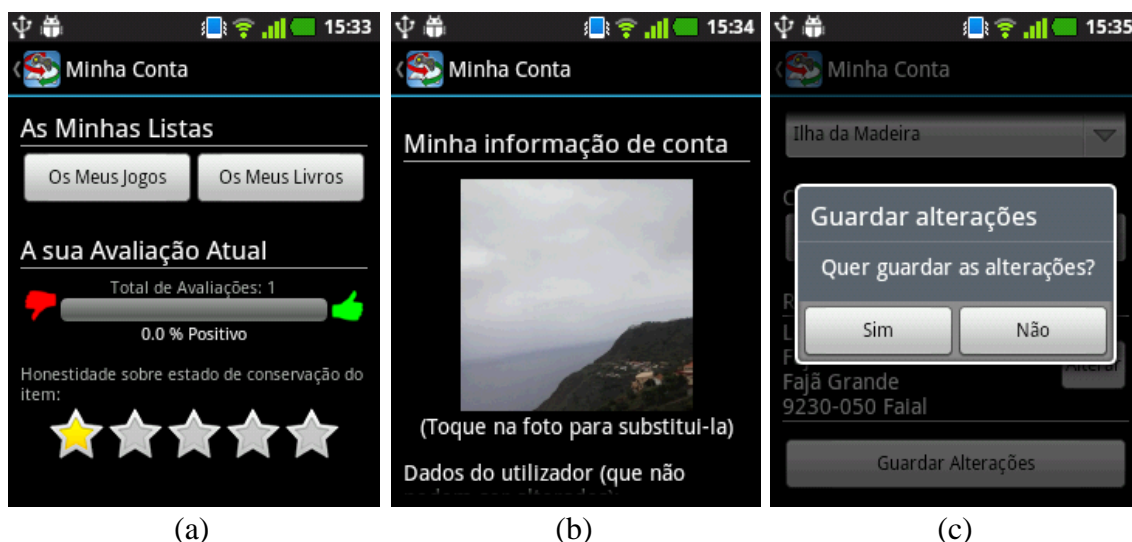 15:33
Minha Conta
As Minhas Listas
Os Meus Jogos
Os Meus Livros
A sua Avaliação Atual
Total de Avaliações: 1
0.0 % Positivo
Honestidade sobre estado de conservação do
item:
(a)
15:34
Minha Conta
Minha informação de conta
(Toque na foto para substitui-la)
Dados do utilizador (que não
(b)
15:35
Minha Conta
Ilha da Madeira
Guardar alterações
Quer guardar as alterações?
Sim
Não
Alterar
Fajã Grande
9230-050 Faial
Guardar Alterações
(c)